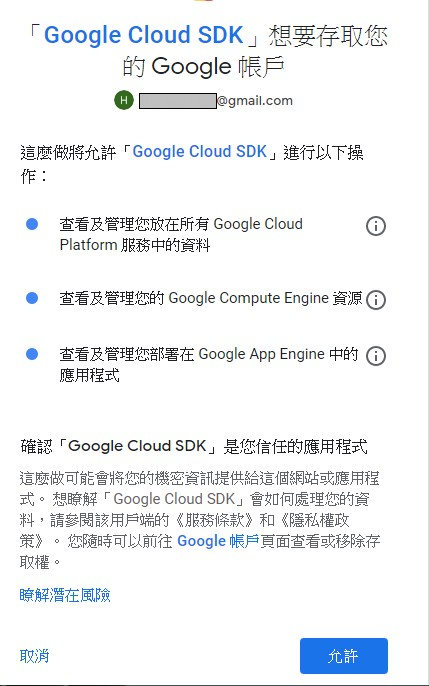 「Google Cloud SDK」想要存取您
的 Google 帳戶
H @gmail.com
這麼做將允許「Google Cloud SDK」進行以下操
作：
查看及管理您放在所有 Google Cloud
Platform 服務中的資料
查看及管理您的 Google Compute Engine 資源
查看及管理您部署在 Google App Engine 中的
應用程式
確認「Google Cloud SDK」是您信任的應用程式
這麼做可能會將您的機密資訊提供給這個網站或應用程
式。 想瞭解「Google Cloud SDK」會如何處理您的資
料，請參閱該用戶端的《服務條款》和《隱私權政
策》。 您隨時可以前往 Google 帳戶頁面查看或移除存
取權。
瞭解潛在風險
取消 允許